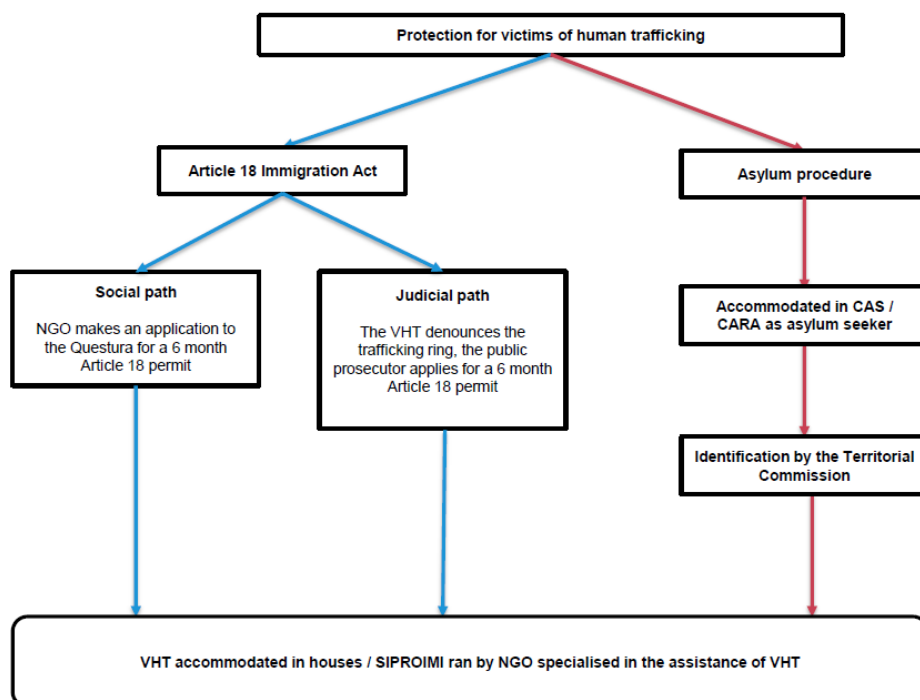 Protection for victims of human trafficking
Article 18 Immigration Act
Asylum procedure
Social path
NGO makes an application to
the Questura for a 6 month
Article 18 permit
Judicial path
The VHT denounces the
trafficking ring, the public
prosecutor applies for a 6 month
Article 18 permit
Accommodated in CAS /
CARA as asylum seeker
Identification by the Territorial
Commission
VHT accommodated in houses / SIPROIMI ran by NGO specialised in the assistance of VHT